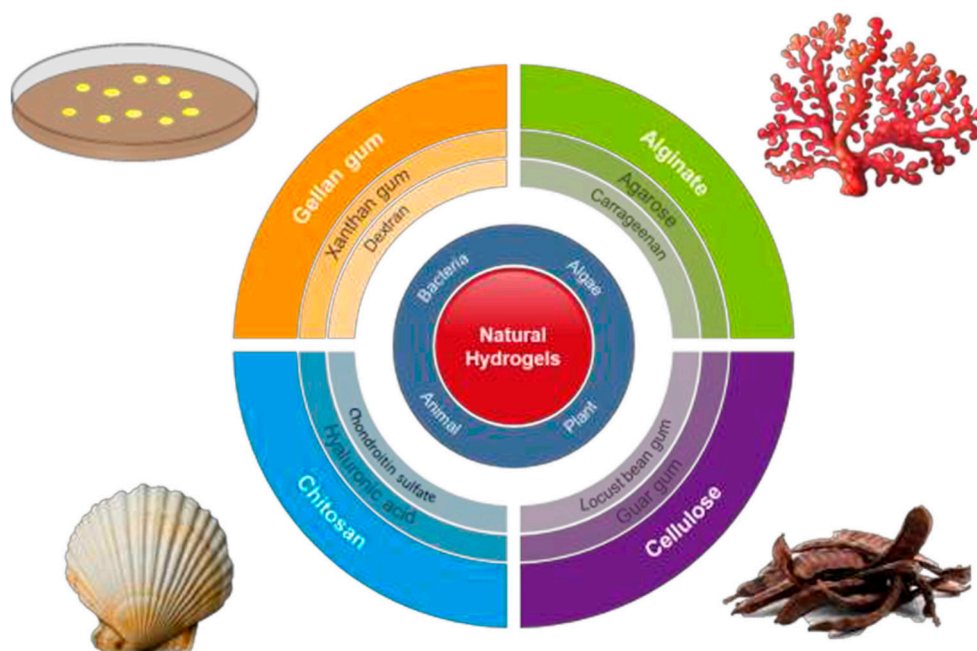 Gellan gum
Xanthan gum
Dextran
Alginate
Agarose
Carrageenan
Bacteria
Algae
Natural
Hydrogels
Animal
Plant
Chondroitin sulfate
Hyaluronic acid
Chitosan
Locust bean gum
Guar gum
Cellulose